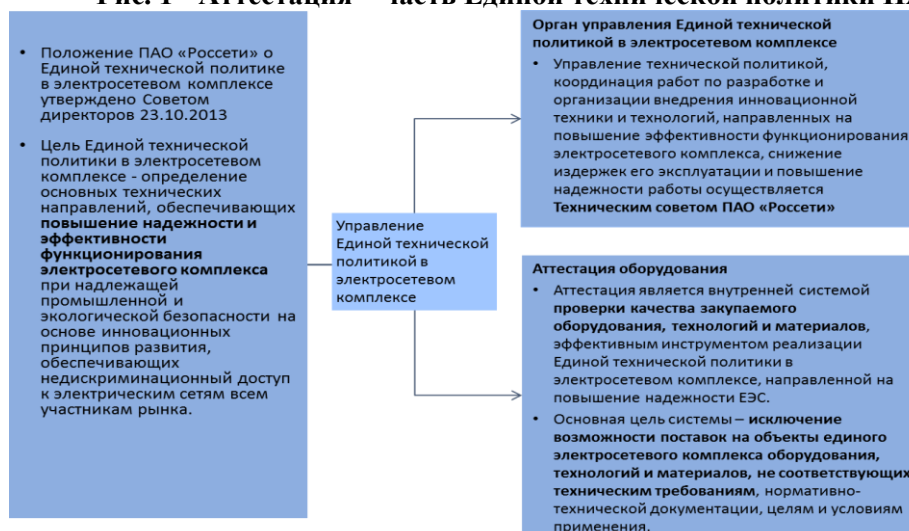 Рис. 1 – Аттестация – часть Единой технической политики
• Положение ПАО «Россети» о
Единой технической политике
в электросетевом комплексе
утверждено Советом
директоров 23.10.2013
• Цель Единой технической
политики в электросетевом
комплексе - определение
основных технических
направлений, обеспечивающих
повышение надежности и
эффективности
функционирования
электросетевого комплекса
при надлежащей
промышленной и
экологической безопасности на
основе инновационных
принципов развития,
обеспечивающих
недискриминационный доступ
к электрическим сетям всем
участникам рынка.
Управление
Единой технической
политикой в
электросетевом
комплексе
Орган управления Единой технической
политикой в электросетевом комплексе
• Управление технической политикой,
координация работ по разработке и
организации внедрения инновационной
техники и технологий, направленных на
повышение эффективности функционирования
электросетевого комплекса, снижение
издержек его эксплуатации и повышение
надежности работы осуществляется
Техническим советом ПАО «Россети»
Аттестация оборудования
• Аттестация является внутренней системой
проверки качества закупаемого
оборудования, технологий и материалов,
эффективным инструментом реализации
Единой технической политики в
электросетевом комплексе, направленной на
повышение надежности ЕЭС.
• Основная цель системы – исключение
возможности поставок на объекты единого
электросетевого комплекса оборудования,
технологий и материалов, не соответствующих
техническим требованиям, нормативно-
технической документации, целям и условиям
применения.